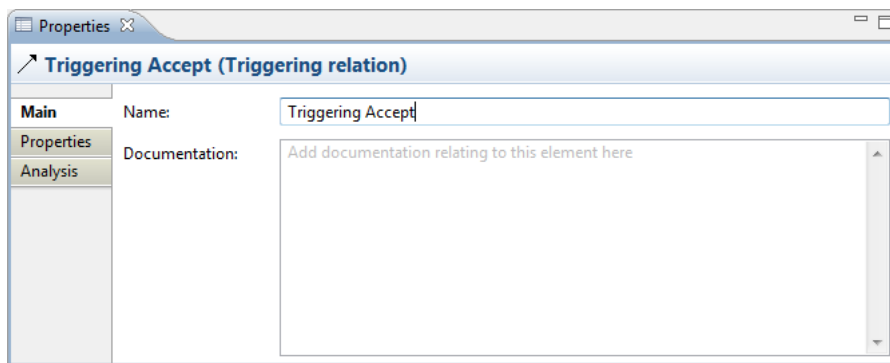 Properties
Triggering Accept (Triggering relation)
Main
Name:
Triggering Accept
Properties
Documentation:
Add documentation relating to this element here
Analysis